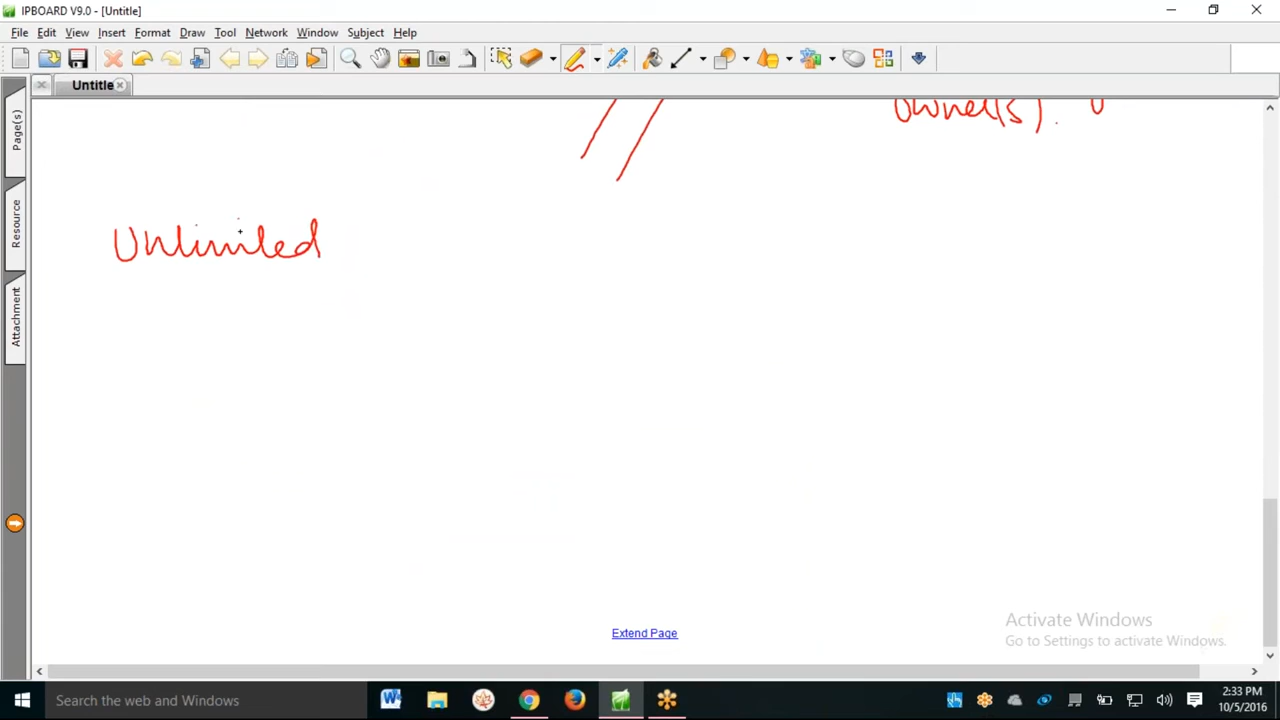 IPBOARD V9.0 - [Untitle]
File Edit View Insert Format Draw Tool Network Window Subject Help
Untitle
Page(s)
Resource
Attachment
owner(s).
Unlimited
Extend Page
Activate Windows
Go to Settings to activate Windows.
Search the web and Windows
2:33 PM
10/5/2016